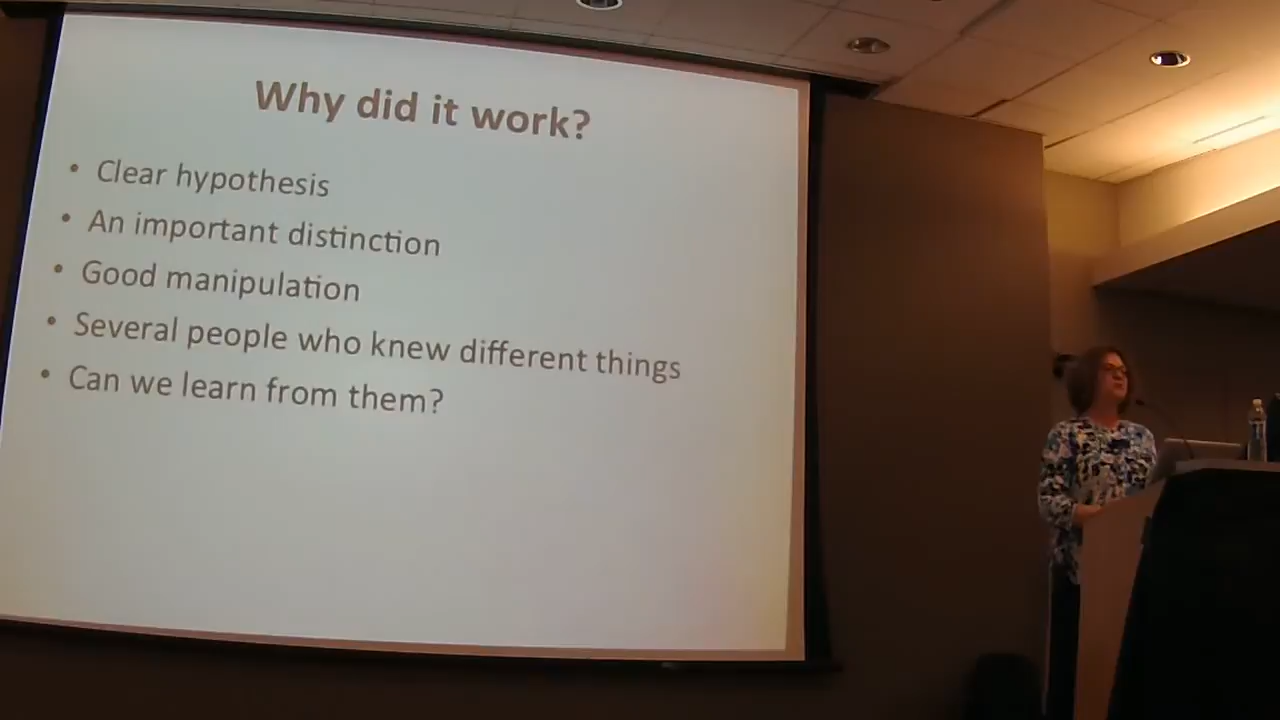 Why did it work?
• Clear hypothesis
• An important distinction
• Good manipulation
• Several people who knew different things
• Can we learn from them?